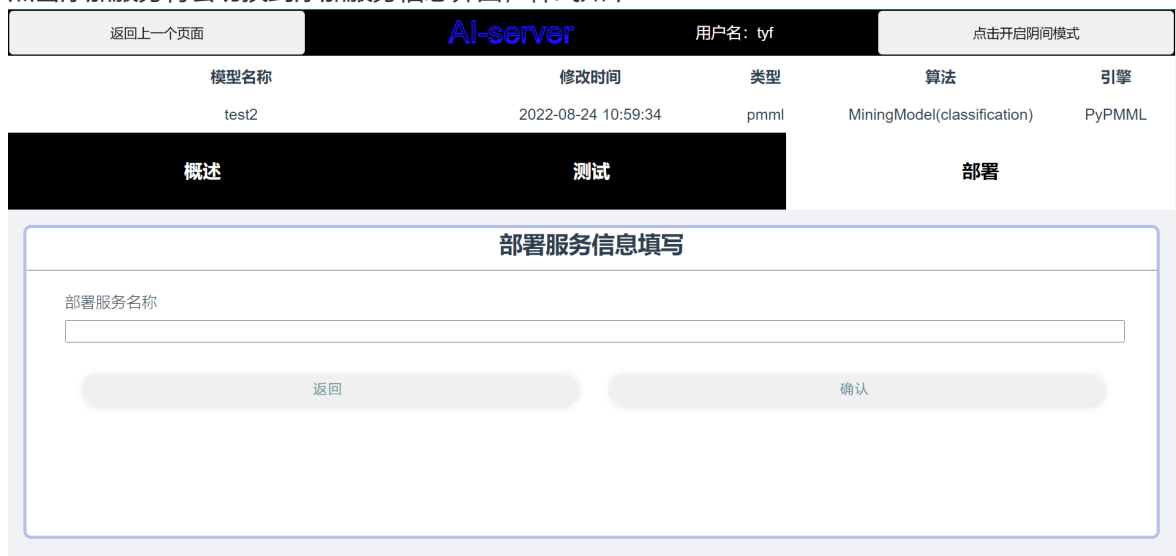 返回上一个页面 AI-server 用户名：tyf 点击开启阴间模式
模型名称 修改时间 类型 算法 引擎
test2 2022-08-24 10:59:34 pmml MiningModel(classification) PyPMML
概述 测试 部署
部署服务信息填写
部署服务名称
返回 确认